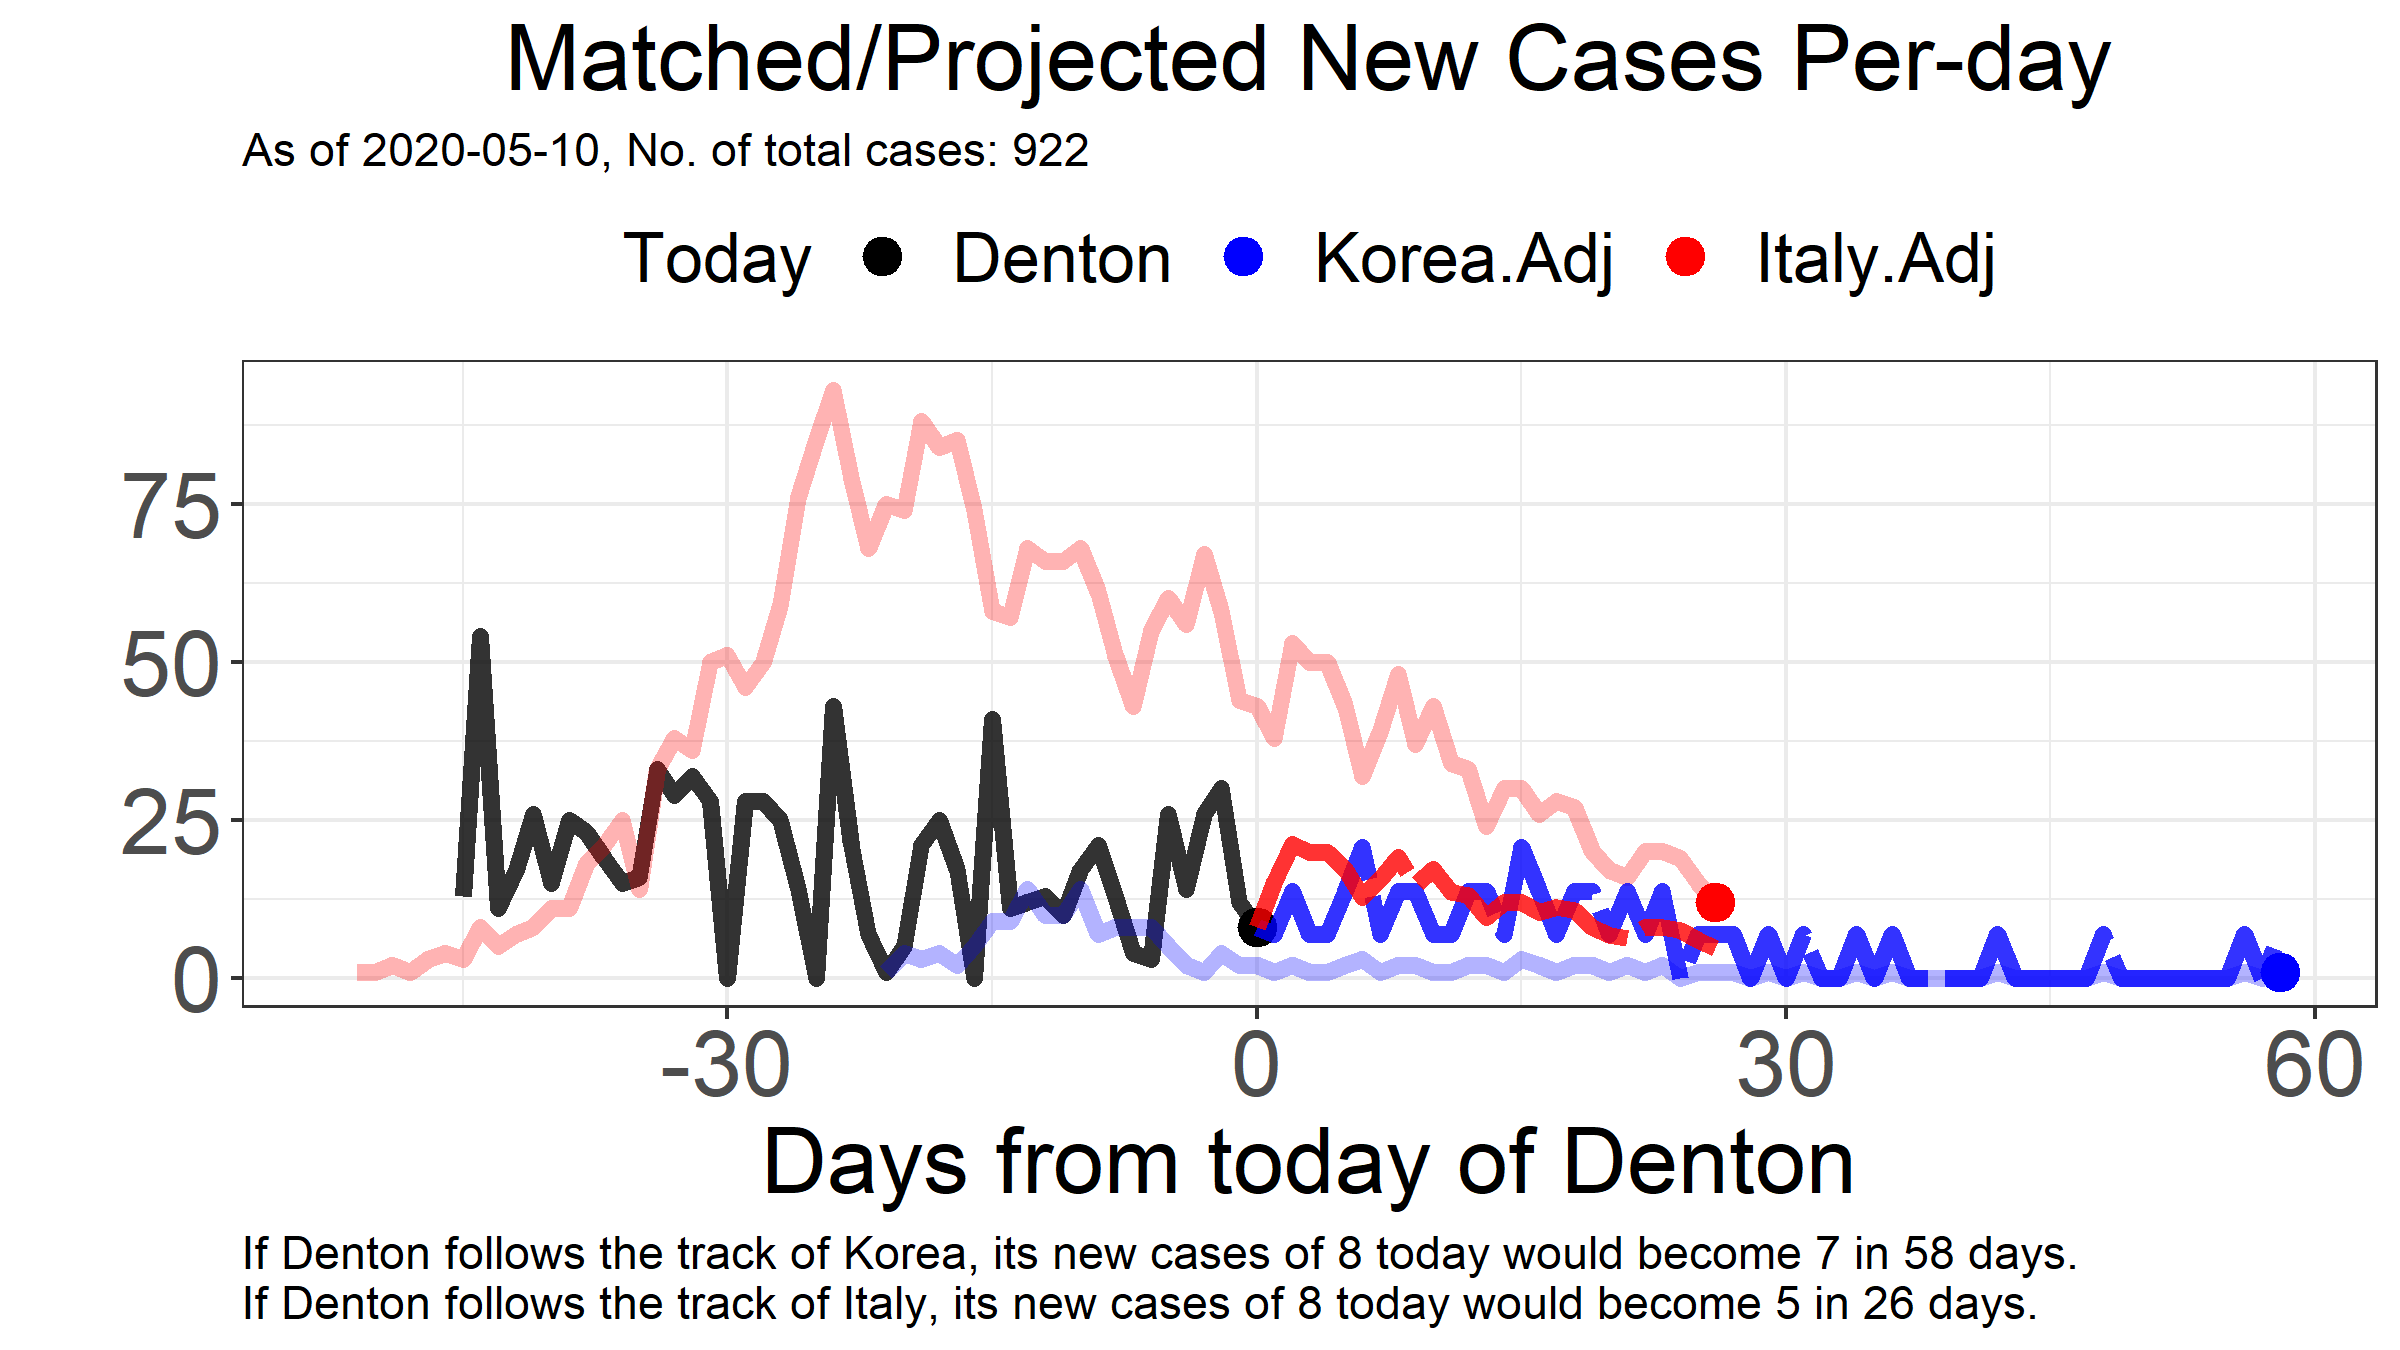 Matched/Projected New Cases Per-day
As of 2020-05-10, No. of total cases: 922
Today Denton Korea.Adj Italy.Adj
75
50
25
0
-30 0 30 60
Days from today of Denton
If Denton follows the track of Korea, its new cases of 8 today would become 7 in 58 days.
If Denton follows the track of Italy, its new cases of 8 today would become 5 in 26 days.